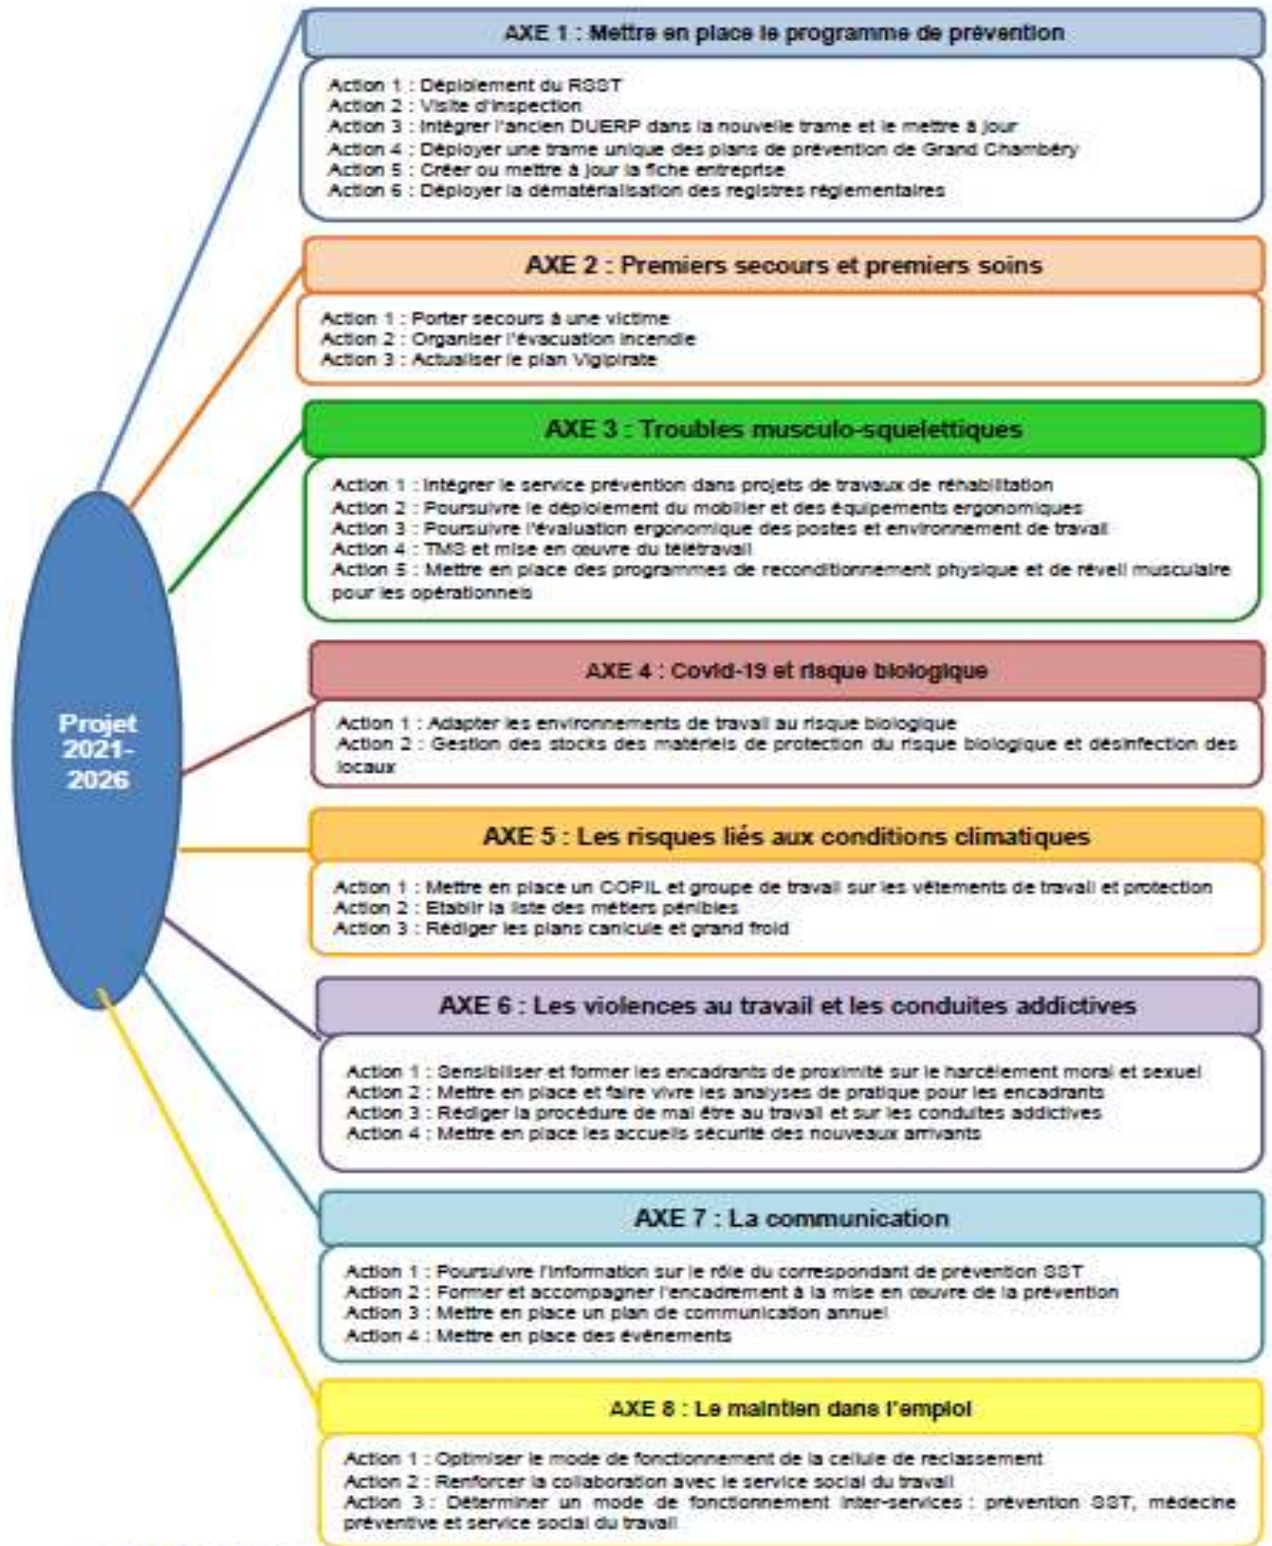 AXE 1 : Mettre en place le programme de prévention
Action 1 : Déploiement du RSST
Action 2 : Visite d'inspection
Action 3 : Intégrer l'ancien DUERP dans la nouvelle trame et le mettre à jour
Action 4 : Déployer une trame unique des plans de prévention de Grand Chambéry
Action 5 : Créer ou mettre à jour la fiche entreprise
Action 6 : Déployer la dématérialisation des registres réglementaires
AXE 2 : Premiers secours et premiers soins
Action 1 : Porter secours à une victime
Action 2 : Organiser l'évacuation incendie
Action 3 : Actualiser le plan Vigipirate
AXE 3 : Troubles musculo-squelettiques
Action 1 : Intégrer le service prévention dans projets de travaux de réhabilitation
Action 2 : Poursuivre le déploiement du mobilier et des équipements ergonomiques
Action 3 : Poursuivre l'évaluation ergonomique des postes et environnement de travail
Action 4 : TMS et mise en œuvre du télétravail
Action 5 : Mettre en place des programmes de reconditionnement physique et de réveil musculaire
pour les opérationnels
Projet
2021-
2026
AXE 4 : Covid-19 et risque biologique
Action 1 : Adapter les environnements de travail au risque biologique
Action 2 : Gestion des stocks des matériels de protection du risque biologique et désinfection des
locaux
AXE 5 : Les risques liés aux conditions climatiques
Action 1 : Mettre en place un COPIL et groupe de travail sur les vêtements de travail et protection
Action 2 : Etablir la liste des métiers pénibles
Action 3 : Rédiger les plans canicule et grand froid
AXE 6 : Les violences au travail et les conduites addictives
Action 1 : Sensibiliser et former les encadrants de proximité sur le harcèlement moral et sexuel
Action 2 : Mettre en place et faire vivre les analyses de pratique pour les encadrants
Action 3 : Rédiger la procédure de mal être au travail et sur les conduites addictives
Action 4 : Mettre en place les accueils sécurité des nouveaux arrivants
AXE 7 : La communication
Action 1 : Poursuivre l'information sur le rôle du correspondant de prévention SST
Action 2 : Former et accompagner l'encadrement à la mise en œuvre de la prévention
Action 3 : Mettre en place un plan de communication annuel
Action 4 : Mettre en place des événements
AXE 8 : Le maintien dans l'emploi
Action 1 : Optimiser le mode de fonctionnement de la cellule de reclassement
Action 2 : Renforcer la collaboration avec le service social du travail
Action 3 : Déterminer un mode de fonctionnement inter-services : prévention SST, médecine
préventive et service social du travail